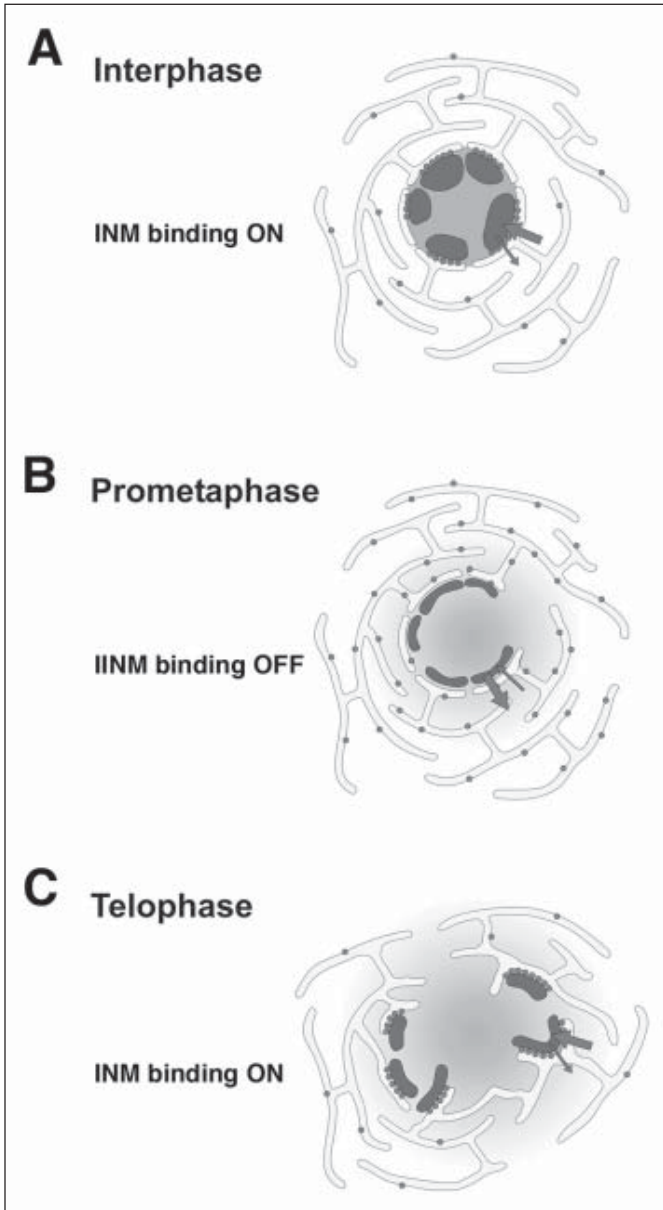 A
Interphase
INM binding ON
B
Prometaphase
IINM binding OFF
C
Telophase
INM binding ON